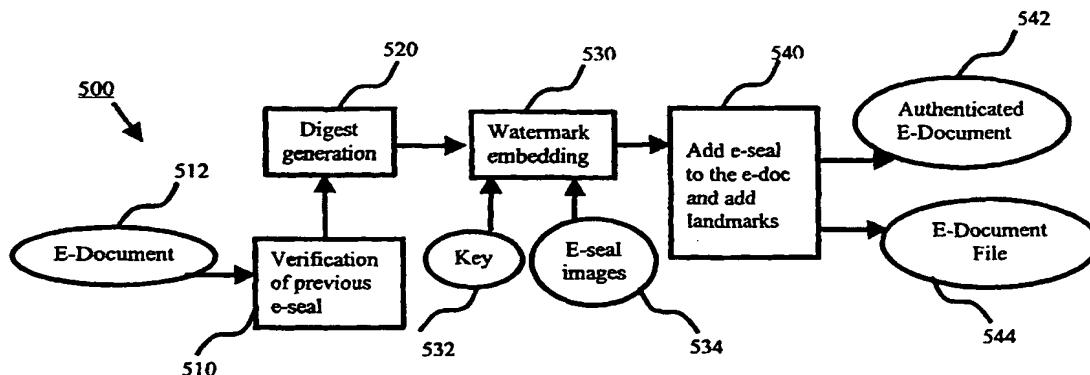 500
512
E-Document
Verification
of previous
e-seal
510
520
Digest
generation
530
Watermark
embedding
Key
532
E-seal
images
534
540
Add e-seal
to the e-doc
and add
landmarks
542
Authenticated
E-Document
E-Document
File
544